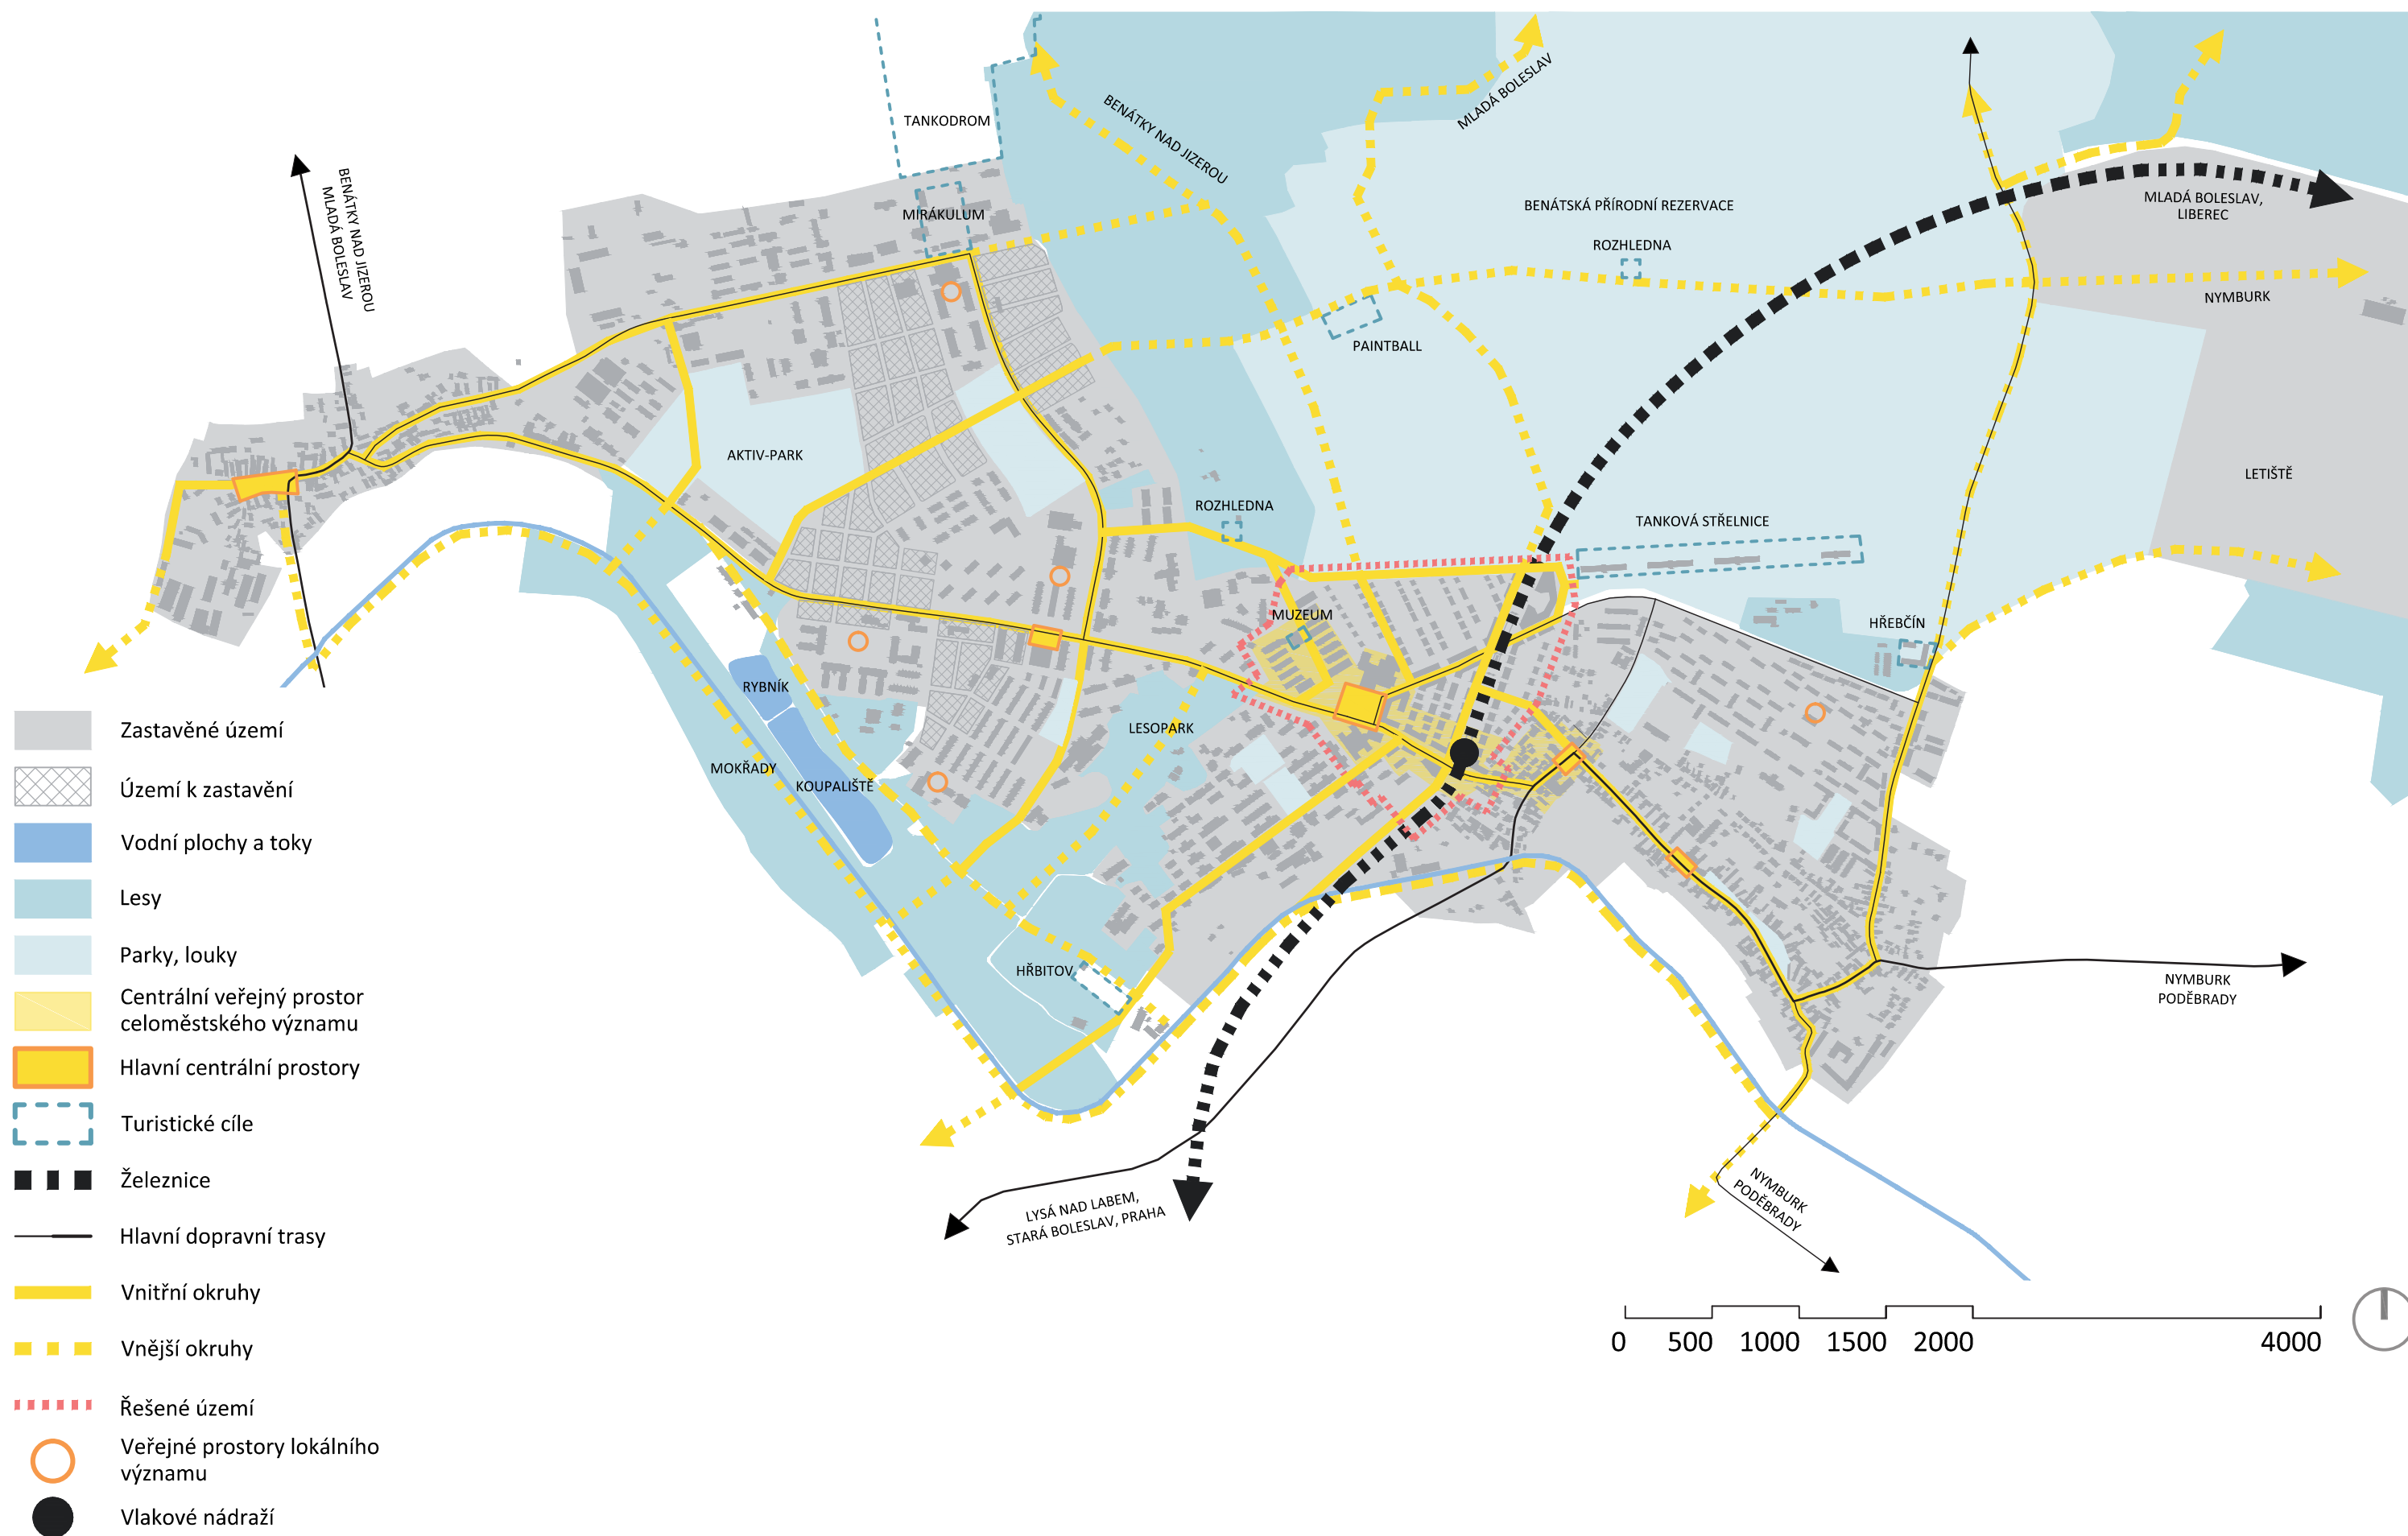 TANKODROM
BENÁTKY NAD JIZEROU
MLADÁ BOLESLAV
BENÁTKY NAD JIZEROU
MLADÁ BOLESLAV
MIRÁKULUM
BENÁTSKÁ PŘÍRODNÍ REZERVACE
ROZHLEDNA
MLADÁ BOLESLAV,
LIBEREC
NYMBURK
PAINTBALL
AKTIV-PARK
ROZHLEDNA
TANKOVÁ STŘELNICE
LETIŠTĚ
MUZEUM
HŘEBČÍN
RYBNÍK
LESOPARK
MOKŘADY
KOUPALIŠTĚ
HŘBITOV
NYMBURK
PODĚBRADY
LYSÁ NAD LABEM,
STARÁ BOLESLAV, PRAHA
NYMBURK
PODĚBRADY
Zastavěné území
Území k zastavění
Vodní plochy a toky
Lesy
Parky, louky
Centrální veřejný prostor
celoměstského významu
Hlavní centrální prostory
Turistické cíle
Železnice
Hlavní dopravní trasy
Vnitřní okruhy
Vnější okruhy
Řešené území
Veřejné prostory lokálního
významu
Vlakové nádraží
0 500 1000 1500 2000 4000